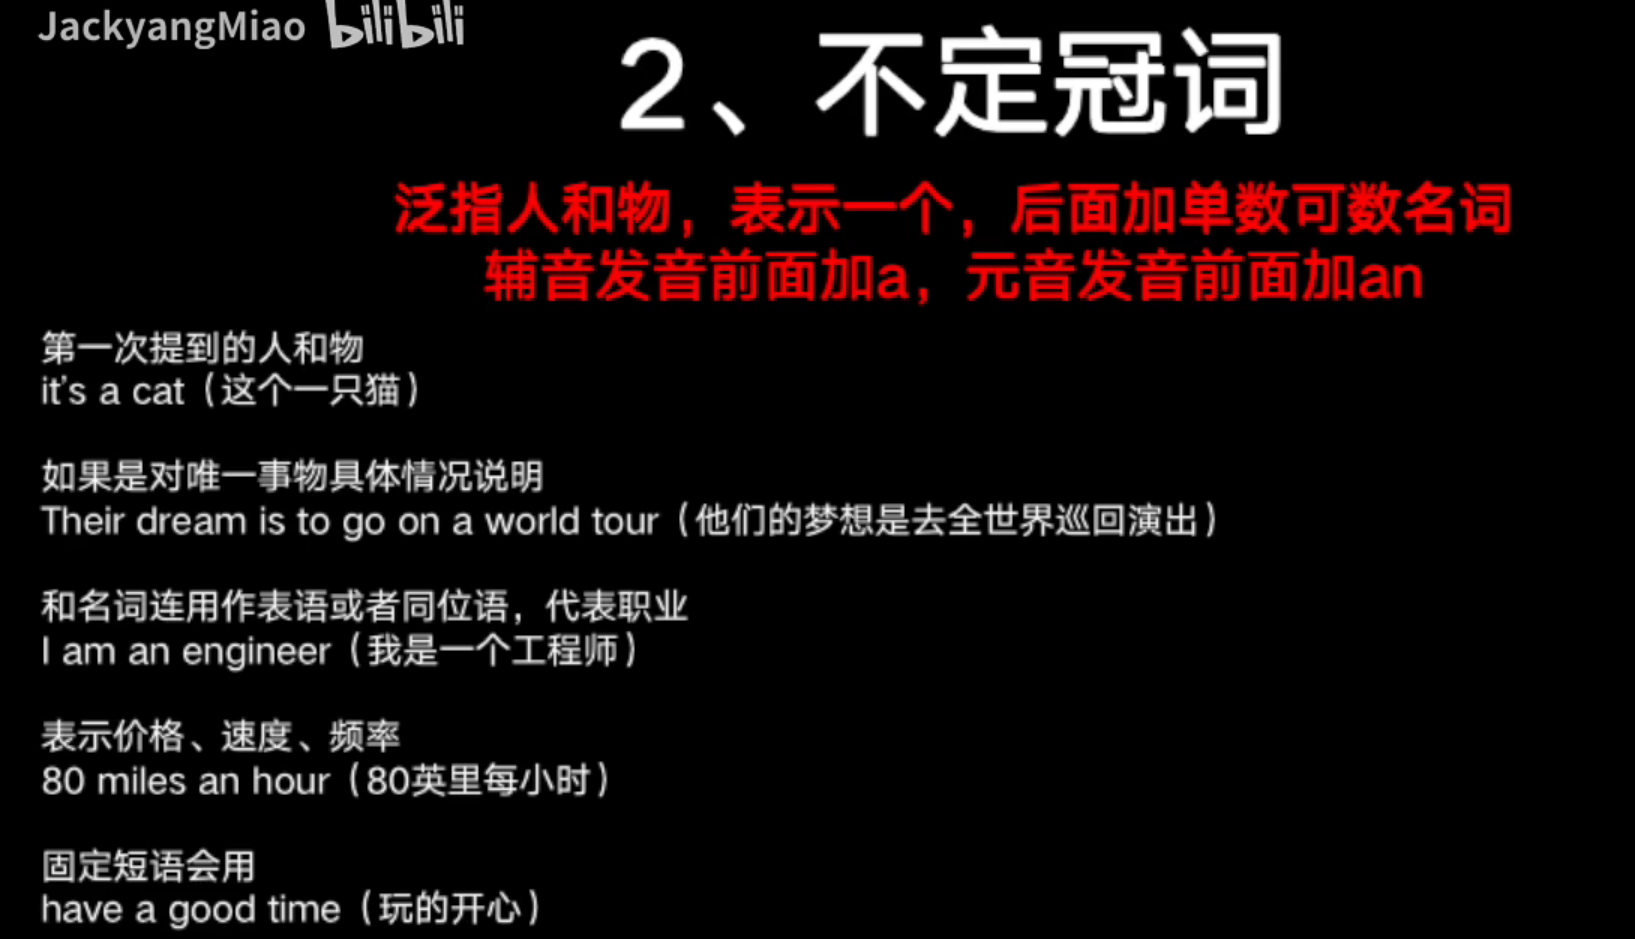 JackyangMiao bilibili
2、不定冠词
泛指人和物，表示一个，后面加单数可数名词
辅音发音前面加a，元音发音前面加an
第一次提到的人和物
it's a cat（这个一只猫）
如果是对唯一事物具体情况说明
Their dream is to go on a world tour（他们的梦想是去全世界巡回演出）
和名词连用作表语或者同位语，代表职业
I am an engineer（我是一个工程师）
表示价格、速度、频率
80 miles an hour（80英里每小时）
固定短语会用
have a good time（玩的开心）